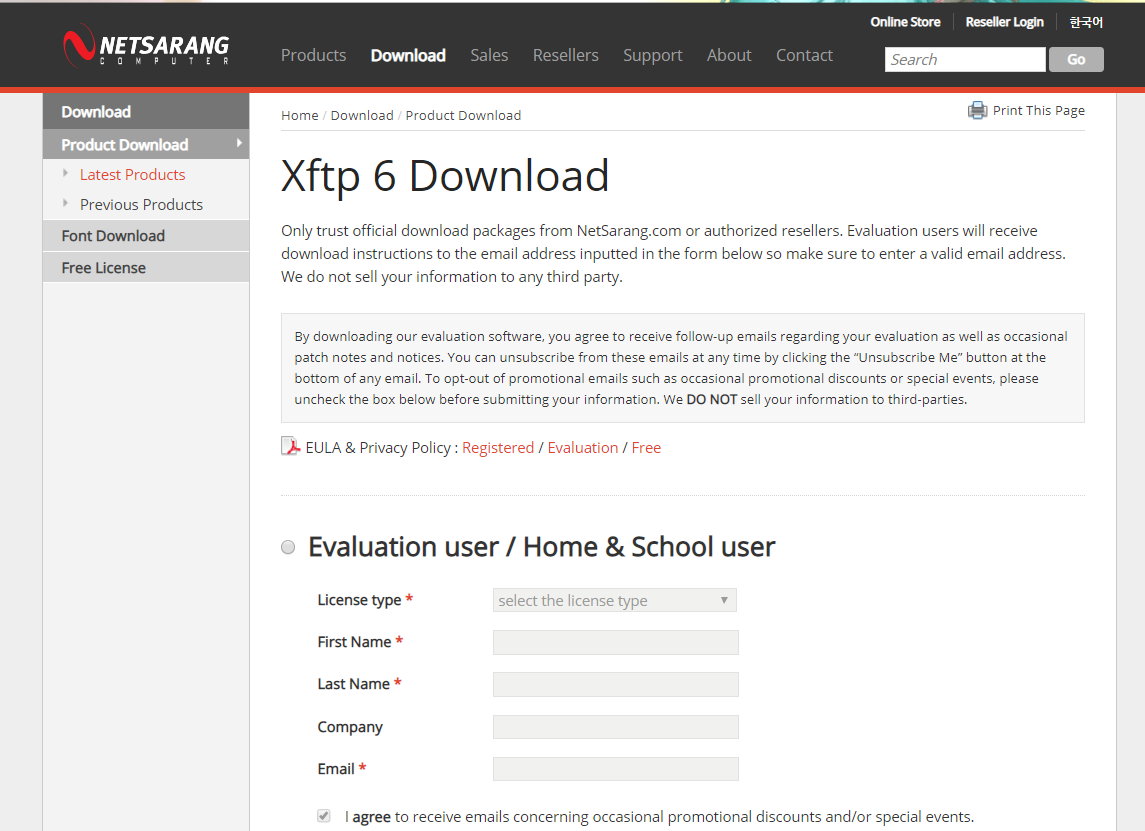 NETSARANG
COMPUTER
Online Store
Reseller Login
한국어
Products
Download
Sales
Resellers
Support
About
Contact
Search
Go
Download
Product Download
Latest Products
Previous Products
Font Download
Free License
Home / Download / Product Download
Print This Page
Xftp 6 Download
Only trust official download packages from NetSarang.com or authorized resellers. Evaluation users will receive
download instructions to the email address inputted in the form below so make sure to enter a valid email address.
We do not sell your information to any third party.
By downloading our evaluation software, you agree to receive follow-up emails regarding your evaluation as well as occasional
patch notes and notices. You can unsubscribe from these emails at any time by clicking the “Unsubscribe Me” button at the
bottom of any email. To opt-out of promotional emails such as occasional promotional discounts or special events, please
uncheck the box below before submitting your information. We DO NOT sell your information to third-parties.
EULA & Privacy Policy : Registered / Evaluation / Free
Evaluation user / Home & School user
License type *
select the license type
First Name *
Last Name *
Company
Email *
I agree to receive emails concerning occasional promotional discounts and/or special events.